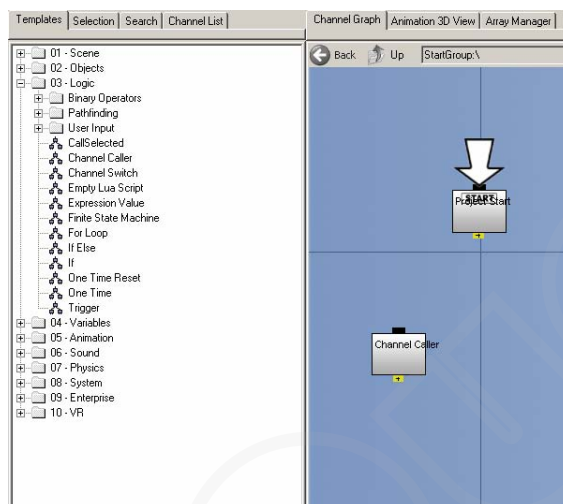 Templates Selection Search Channel List
Channel Graph Animation 3D View Array Manager
Back Up StartGroup:\
01 - Scene
02 - Objects
03 - Logic
Binary Operators
Pathfinding
User Input
CallSelected
Channel Caller
Channel Switch
Empty Lua Script
Expression Value
Finite State Machine
For Loop
If Else
If
One Time Reset
One Time
Trigger
04 - Variables
05 - Animation
06 - Sound
07 - Physics
08 - System
09 - Enterprise
10 - VR
START
Project Start
Channel Caller